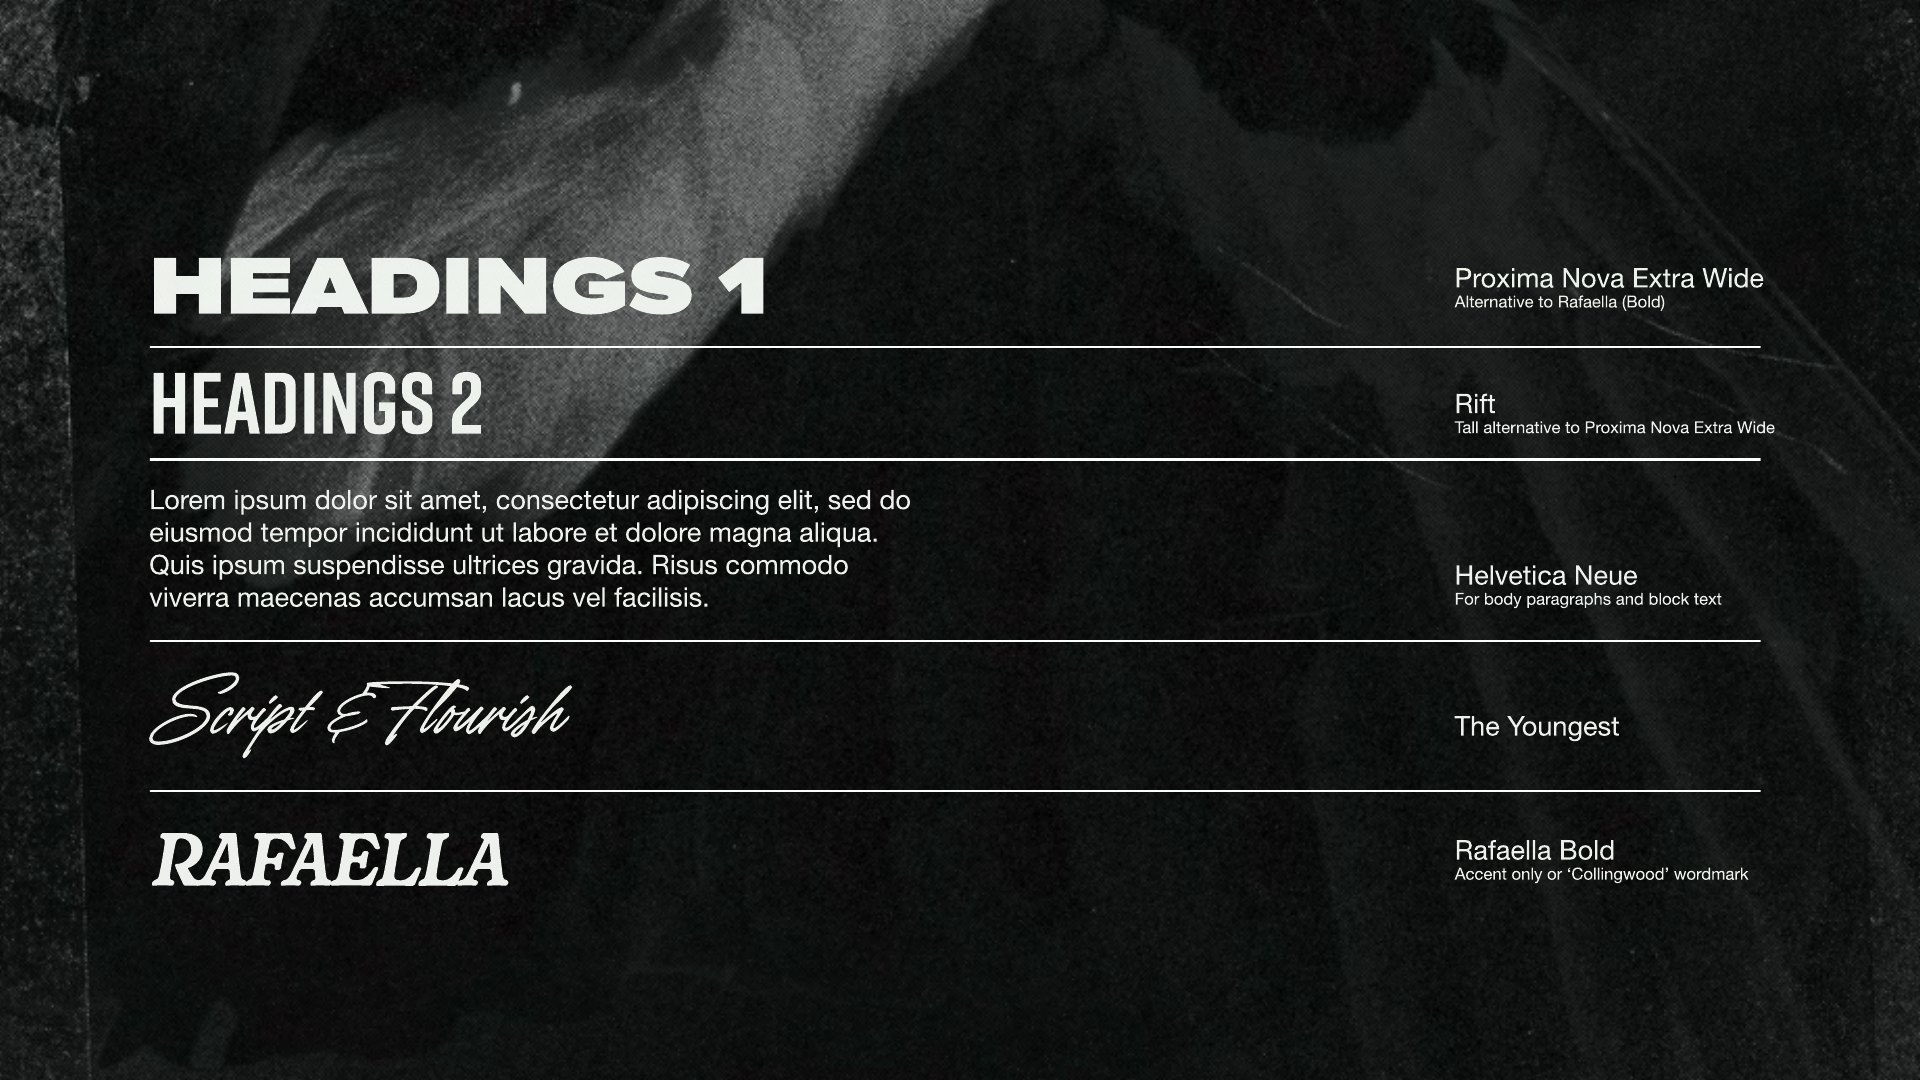 HEADINGS 1
Proxima Nova Extra Wide
Alternative to Rafaella (Bold)
HEADINGS 2
Rift
Tall alternative to Proxima Nova Extra Wide
Lorem ipsum dolor sit amet, consectetur adipiscing elit, sed do
eiusmod tempor incididunt ut labore et dolore magna aliqua.
Quis ipsum suspendisse ultrices gravida. Risus commodo
viverra maecenas accumsan lacus vel facilisis.
Helvetica Neue
For body paragraphs and block text
Script & Flourish
The Youngest
RAFAELLA
Rafaella Bold
Accent only or ‘Collingwood’ wordmark